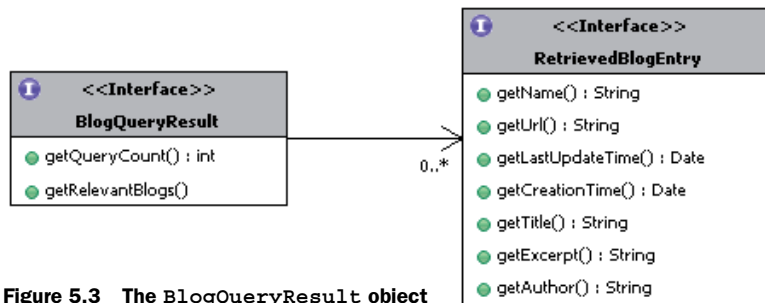 I
<<Interface>>
BlogQueryResult
getQueryCount() : int
getRelevantBlogs()
0..*
I
<<Interface>>
RetrievedBlogEntry
getName() : String
getUrl() : String
getLastUpdateTime() : Date
getCreationTime() : Date
getTitle() : String
getExcerpt() : String
getAuthor() : String
Figure 5.3 The BlogQueryResult object